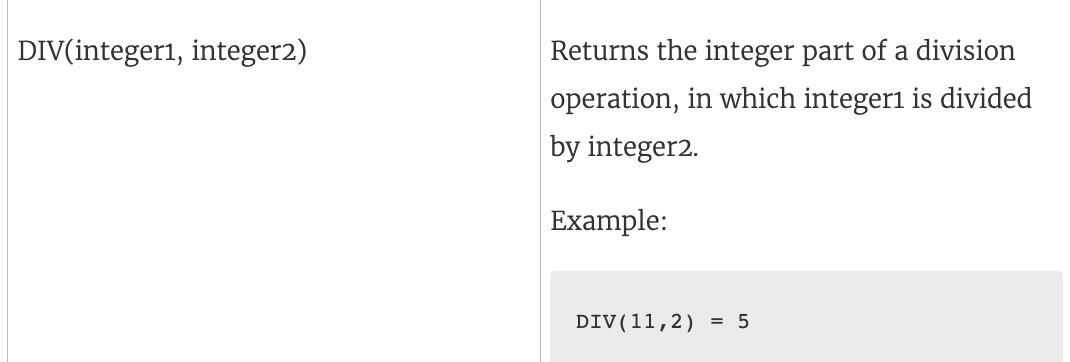 DIV(integer1, integer2)
Returns the integer part of a division
operation, in which integer1 is divided
by integer2.
Example:
DIV(11,2) = 5